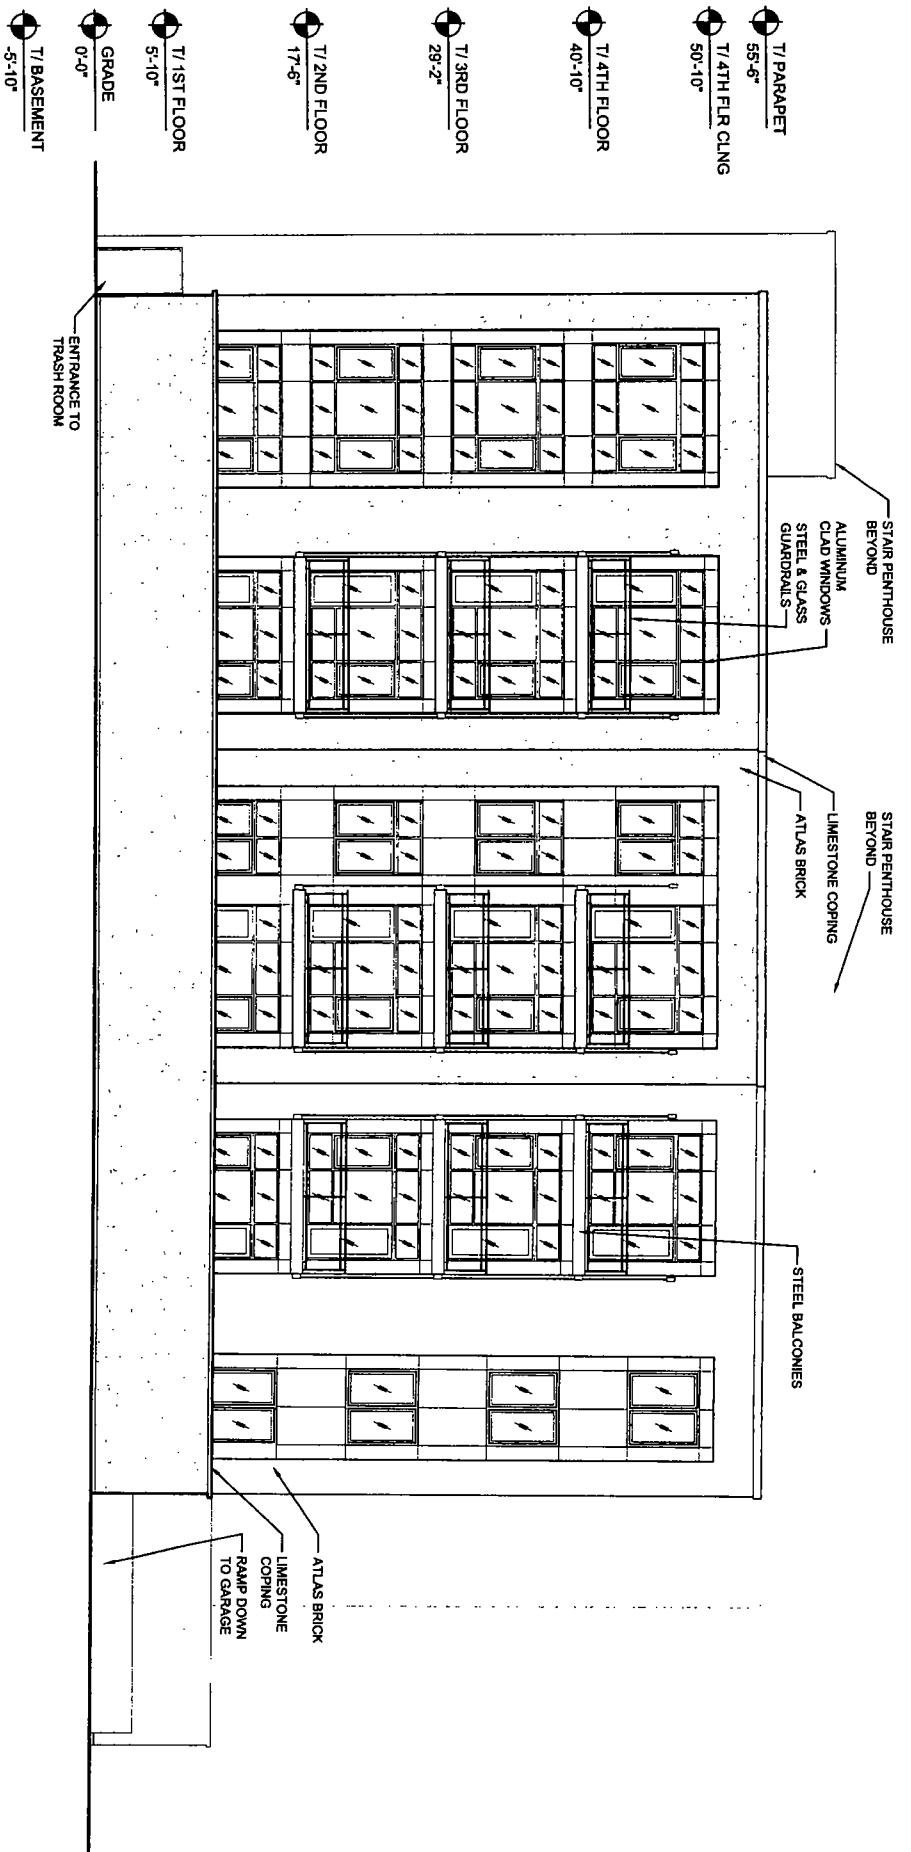 T/ PARAPET
55'-6"
T/ 4TH FLR CLNG
50'-10"
T/ 4TH FLOOR
40'-10"
T/ 3RD FLOOR
29'-2"
T/ 2ND FLOOR
17'-6"
T/ 1ST FLOOR
5'-10"
GRADE
0'-0"
T/ BASEMENT
-5'-10"
STAIR PENTHOUSE
BEYOND
ALUMINUM
CLAD WINDOWS
STEEL & GLASS
GUARDRAILS
STAIR PENTHOUSE
BEYOND
LIMESTONE COPING
ATLAS BRICK
STEEL BALCONIES
ENTRANCE TO
TRASH ROOM
ATLAS BRICK
LIMESTONE
COPING
RAMP DOWN
TO GARAGE